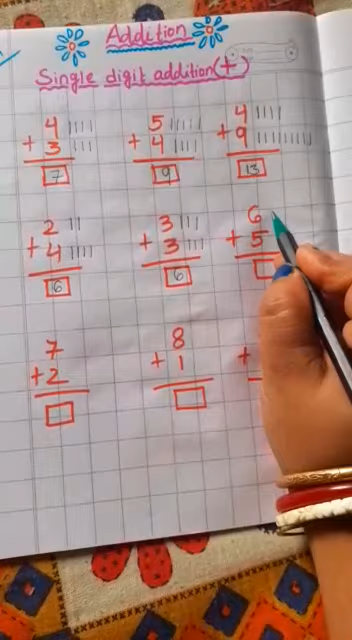 Addition
Single digit addition(+)
4 5 4
+ 3 + 4 + 9
7 9 13
2 3 6
+ 4 + 3 + 5
6 6
7 8
+ 2 + 1 +